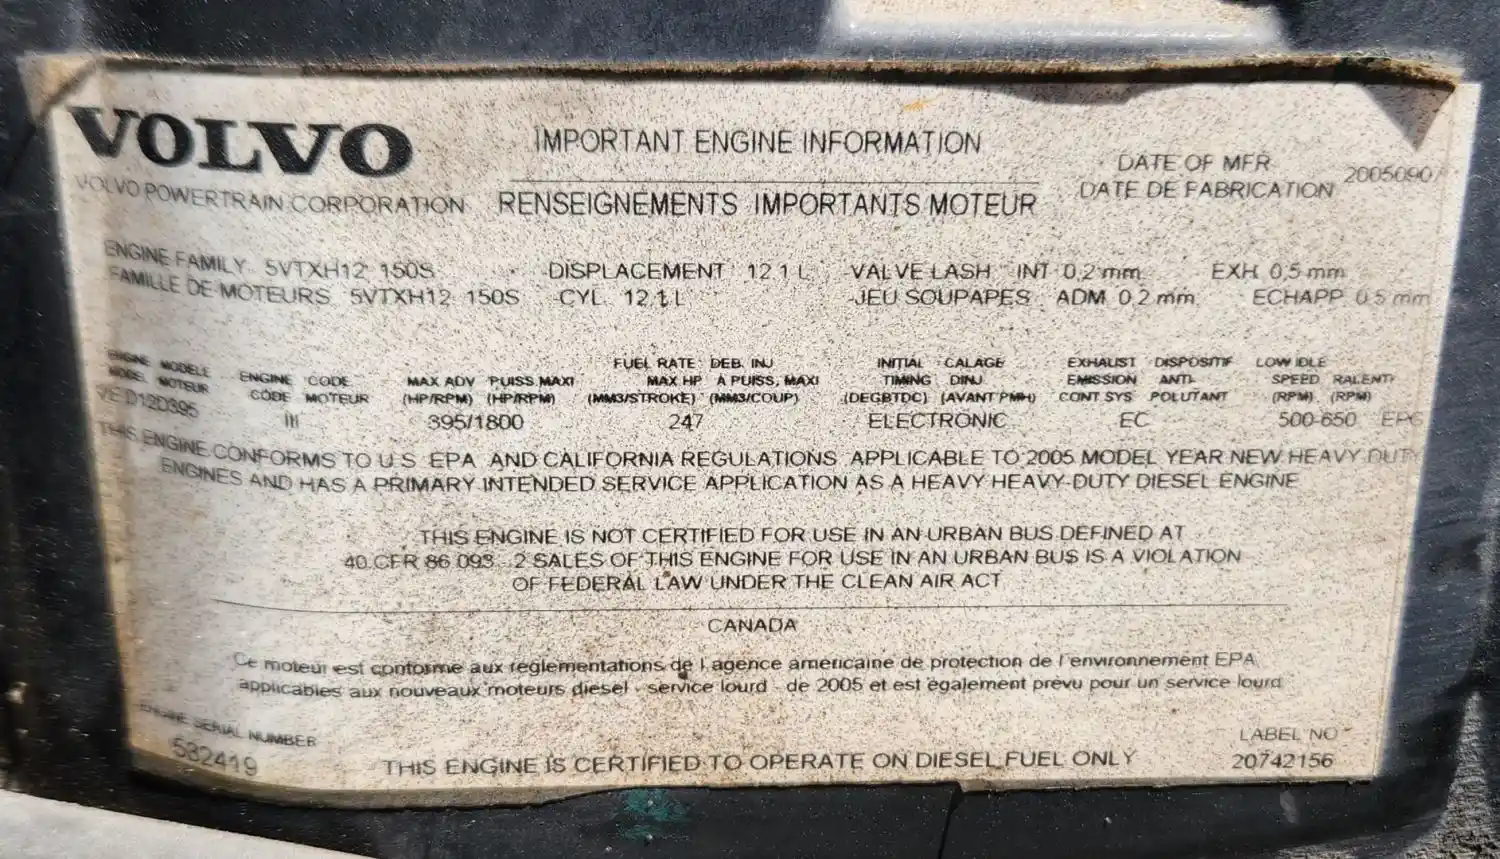 VOLVO
VOLVO POWERTRAIN CORPORATION
IMPORTANT ENGINE INFORMATION
RENSEIGNEMENTS IMPORTANTS MOTEUR
DATE OF MFR
DATE DE FABRICATION
2005090
ENGINE FAMILY 5VTXH12 150S DISPLACEMENT 12.1 L VALVE LASH INT 0.2 mm EXH 0.5 mm
FAMILLE DE MOTEURS 5VTXH12 150S CYL 12.1 L JEU SOUPAPES ADM 0.2 mm ECHAPP 0.5 mm
FUEL RATE DEB. INJ INITIAL CALAGE EXHAUST DISPOSITIF LOW IDLE
ENGINE MODELE ENGINE CODE MAX ADV PUISS.MAXI MAX HP A PUISS, MAXI TIMING DINJ EMISSION ANTI- SPEED RALENTI
MODEL MOTEUR CODE MOTEUR (HP/RPM) (HP/RPM) (MM3/STROKE) (MM3/COUP) (DEGBTDC) (AVANT PMH) CONT SYS POLUTANT (RPM) (RPM)
VE D12D395 III 395/1800 247 ELECTRONIC EC 500-650 EPG
THIS ENGINE CONFORMS TO U.S EPA AND CALIFORNIA REGULATIONS APPLICABLE TO 2005 MODEL YEAR NEW HEAVY DUTY
ENGINES AND HAS A PRIMARY INTENDED SERVICE APPLICATION AS A HEAVY HEAVY-DUTY DIESEL ENGINE
THIS ENGINE IS NOT CERTIFIED FOR USE IN AN URBAN BUS DEFINED AT
40 CFR 86 093 - 2 SALES OF THIS ENGINE FOR USE IN AN URBAN BUS IS A VIOLATION
OF FEDERAL LAW UNDER THE CLEAN AIR ACT
CANADA
Ce moteur est conforme aux reglementations de l'agence americaine de protection de l'environnement EPA
applicables aux nouveaux moteurs diesel - service lourd - de 2005 et est également prévu pour un service lourd
ENGINE SERIAL NUMBER
532419
THIS ENGINE IS CERTIFIED TO OPERATE ON DIESEL FUEL ONLY
LABEL NO
20742156